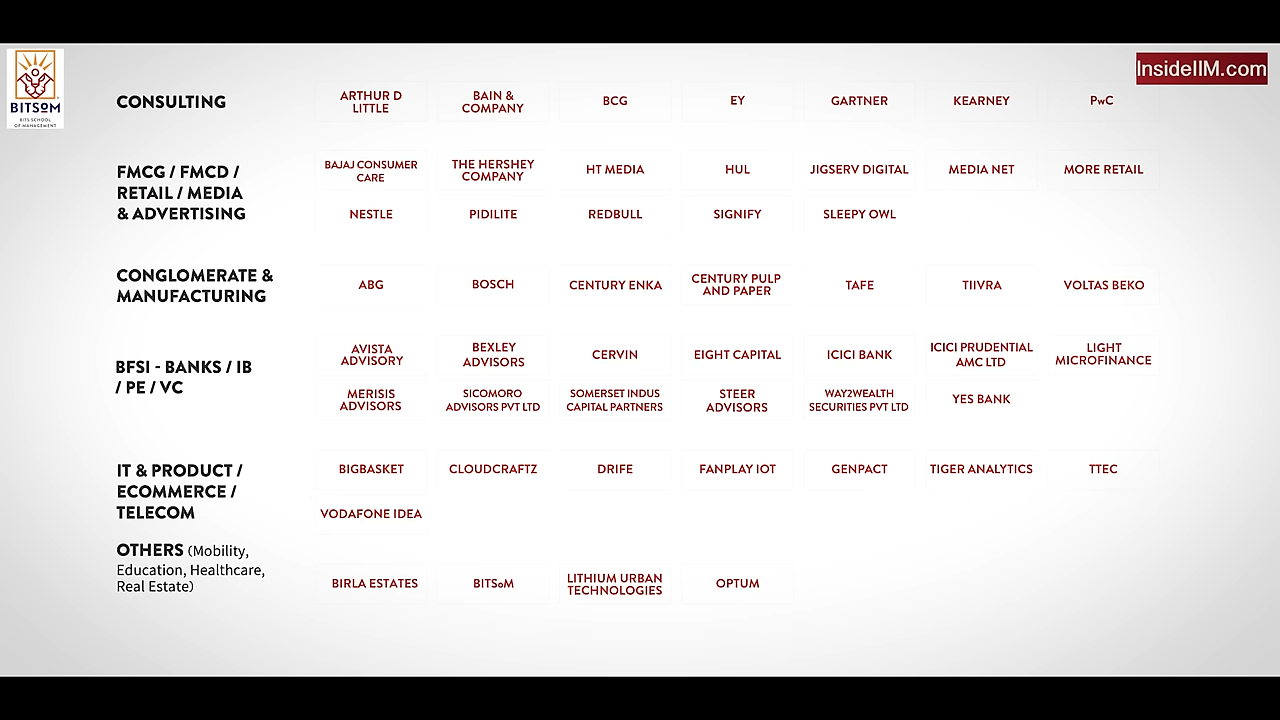 BITSoM
BITS SCHOOL
OF MANAGEMENT
InsideIIM.com
CONSULTING
ARTHUR D
LITTLE
BAIN &
COMPANY
BCG
EY
GARTNER
KEARNEY
PwC
FMCG / FMCD /
RETAIL / MEDIA
& ADVERTISING
BAJAJ CONSUMER
CARE
THE HERSHEY
COMPANY
HT MEDIA
HUL
JIGSERV DIGITAL
MEDIA NET
MORE RETAIL
NESTLE
PIDILITE
REDBULL
SIGNIFY
SLEEPY OWL
CONGLOMERATE &
MANUFACTURING
ABG
BOSCH
CENTURY ENKA
CENTURY PULP
AND PAPER
TAFE
TIIVRA
VOLTAS BEKO
BFSI - BANKS / IB
/ PE / VC
AVISTA
ADVISORY
BEXLEY
ADVISORS
CERVIN
EIGHT CAPITAL
ICICI BANK
ICICI PRUDENTIAL
AMC LTD
LIGHT
MICROFINANCE
MERISIS
ADVISORS
SICOMORO
ADVISORS PVT LTD
SOMERSET INDUS
CAPITAL PARTNERS
STEER
ADVISORS
WAY2WEALTH
SECURITIES PVT LTD
YES BANK
IT & PRODUCT /
ECOMMERCE /
TELECOM
BIGBASKET
CLOUDCRAFTZ
DRIFE
FANPLAY IOT
GENPACT
TIGER ANALYTICS
TTEC
VODAFONE IDEA
OTHERS (Mobility,
Education, Healthcare,
Real Estate)
BIRLA ESTATES
BITSoM
LITHIUM URBAN
TECHNOLOGIES
OPTUM